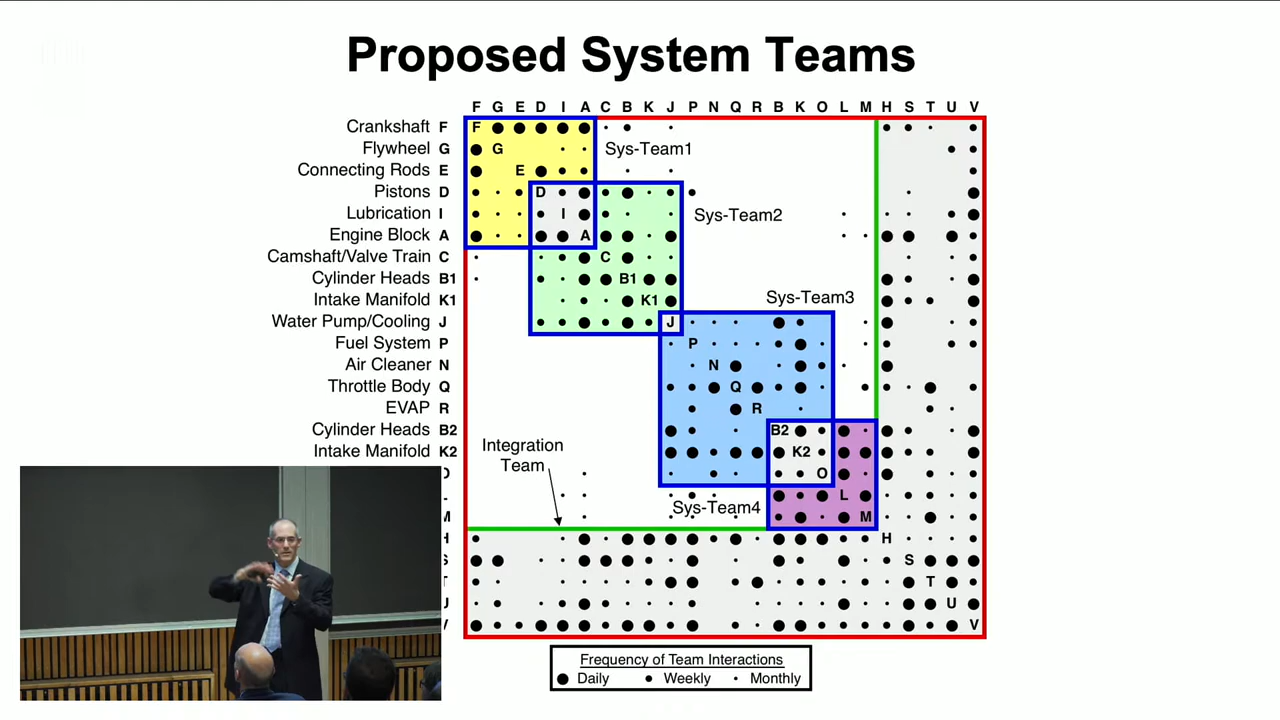 Proposed System Teams
F G E D I A C B K J P N Q R B K O L M H S T U V
Crankshaft F F
Flywheel G G Sys-Team1
Connecting Rods E E
Pistons D D
Lubrication I I Sys-Team2
Engine Block A A
Camshaft/Valve Train C C
Cylinder Heads B1 B1
Intake Manifold K1 K1 Sys-Team3
Water Pump/Cooling J J
Fuel System P P
Air Cleaner N N
Throttle Body Q Q
EVAP R R
Cylinder Heads B2 B2
Intake Manifold K2 K2
Integration
Team
O
L
Sys-Team4
M
H
S
T
U
V
Frequency of Team Interactions
Daily Weekly Monthly